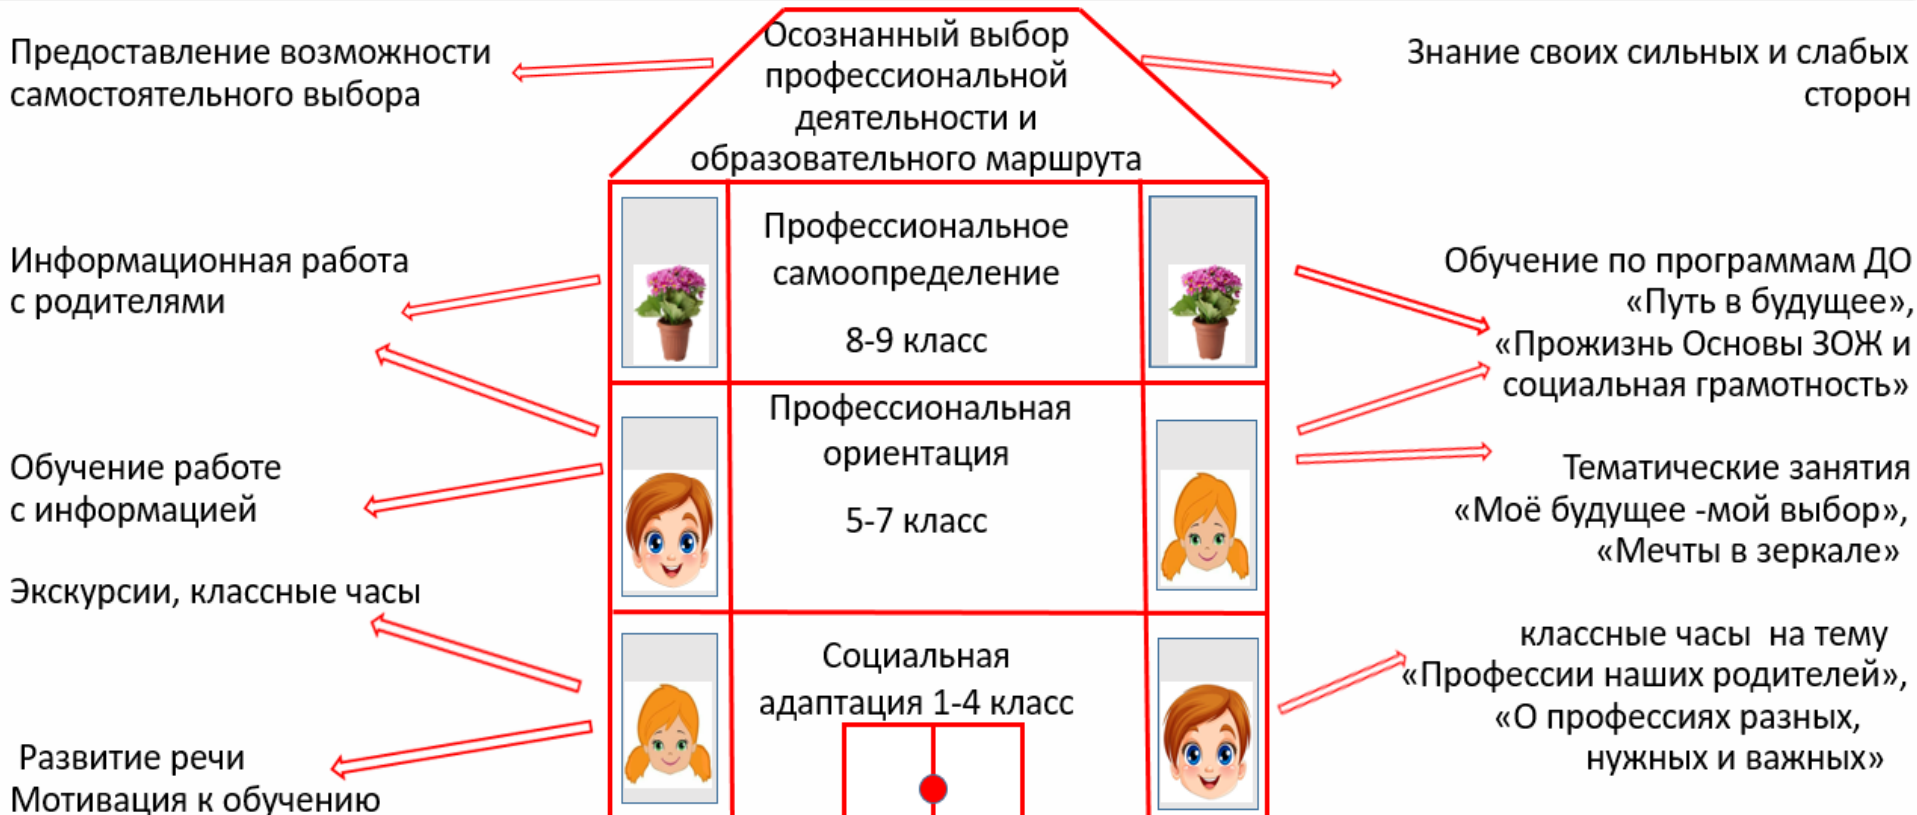 Предоставление возможности
самостоятельного выбора
Осознанный выбор
профессиональной
деятельности и
образовательного маршрута
Знание своих сильных и слабых
сторон
Информационная работа
с родителями
Профессиональное
самоопределение
8-9 класс
Обучение по программам ДО
«Путь в будущее»,
«Прожизнь Основы ЗОЖ и
социальная грамотность»
Обучение работе
с информацией
Профессиональная
ориентация
5-7 класс
Тематические занятия
«Моё будущее -мой выбор»,
«Мечты в зеркале»
Экскурсии, классные часы
Развитие речи
Мотивация к обучению
Социальная
адаптация 1-4 класс
классные часы на тему
«Профессии наших родителей»,
«О профессиях разных,
нужных и важных»